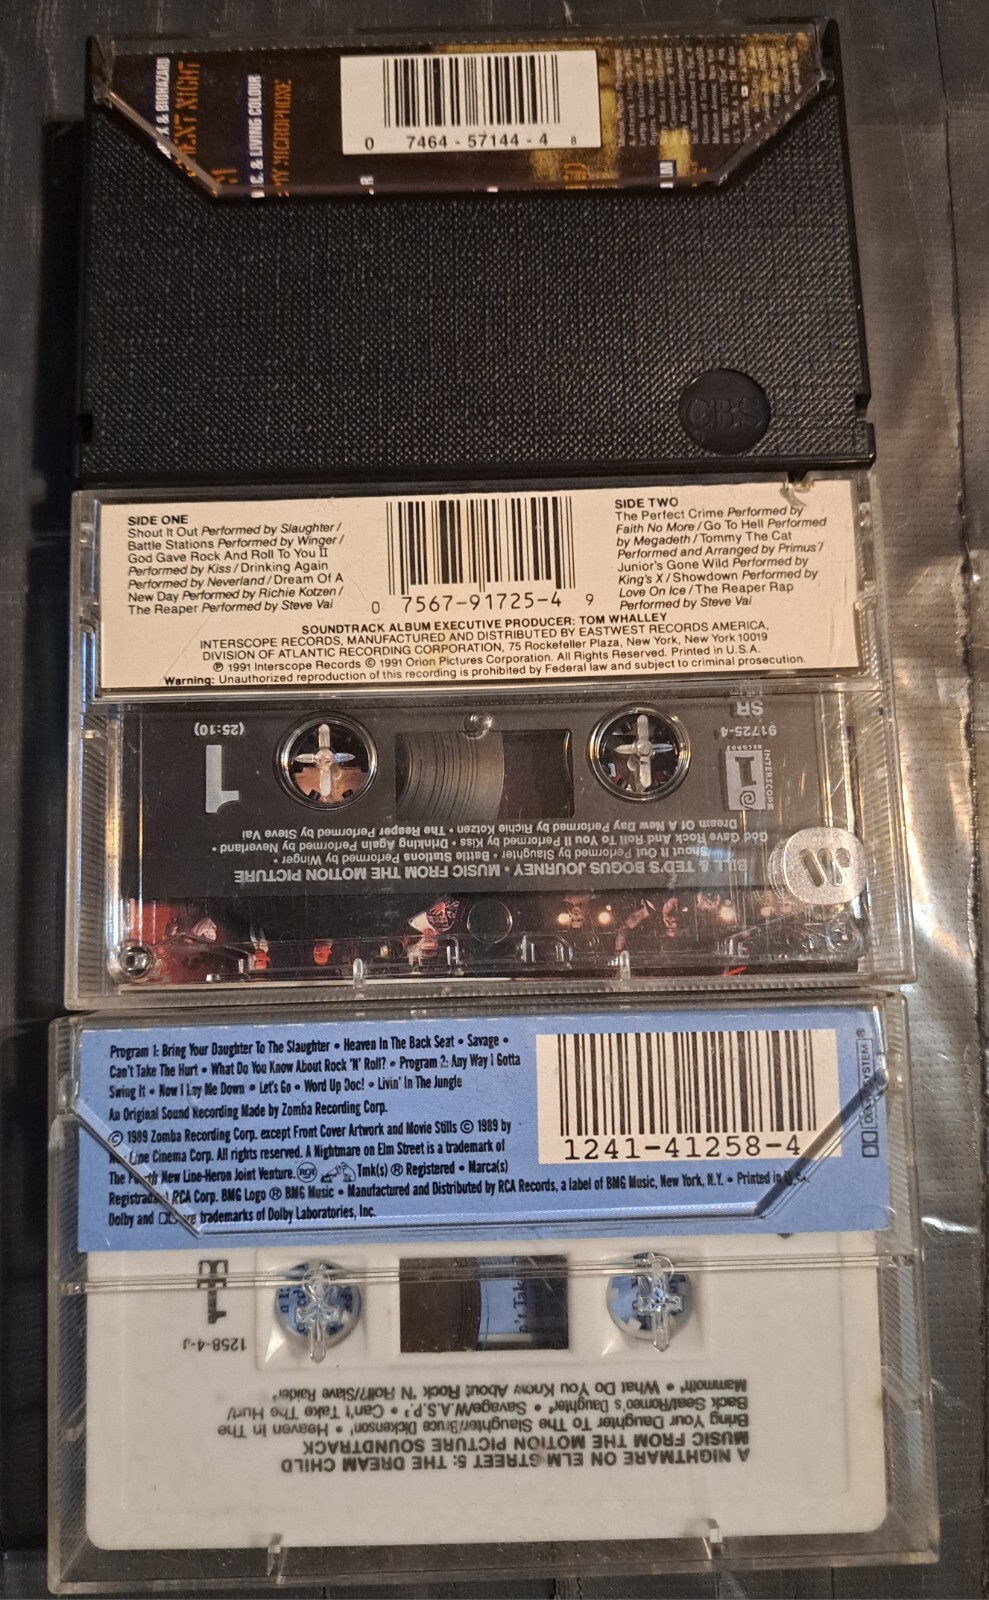 & BIOHAZARD
& LIVING COLOUR
MY MICROPHONE
0 7464-57144-4 8
CBS
SIDE ONE
Shout It Out Performed by Slaughter/
Battle Stations Performed by Winger/
God Gave Rock And Roll To You II
Performed by Kiss/Drinking Again
Performed by Neverland/Dream Of A
New Day Performed by Richie Kotzen/
The Reaper Performed by Steve Vai
0 7567-91725-4 9
SIDE TWO
The Perfect Crime Performed by
Faith No More/Go To Hell Performed
by Megadeth/Tommy The Cat
Performed and Arranged by Primus/
Junior's Gone Wild Performed by
King's X/Showdown Performed by
Love On Ice/The Reaper Rap
Performed by Steve Vai
SOUNDTRACK ALBUM EXECUTIVE PRODUCER: TOM WHALLEY
INTERSCOPE RECORDS, MANUFACTURED AND DISTRIBUTED BY EASTWEST RECORDS AMERICA,
DIVISION OF ATLANTIC RECORDING CORPORATION, 75 Rockefeller Plaza, New York, New York 10019
℗ 1991 Interscope Records © 1991 Orion Pictures Corporation. All Rights Reserved. Printed in U.S.A.
Warning: Unauthorized reproduction of this recording is prohibited by Federal law and subject to criminal prosecution.
BILL & TED'S BOGUS JOURNEY • MUSIC FROM THE MOTION PICTURE
Shout It Out Performed by Slaughter • Battle Stations Performed by Winger •
God Gave Rock And Roll To You II Performed by Kiss • Drinking Again Performed by Neverland •
Dream Of A New Day Performed by Richie Kotzen • The Reaper Performed by Steve Vai
INTERSCOPE
RECORDS
91725-4
SR
1
(25:10)
Program 1: Bring Your Daughter To The Slaughter • Heaven In The Back Seat • Savage •
Can't Take The Hurt • What Do You Know About Rock 'N' Roll? • Program 2: Any Way I Gotta
Swing It • Now I Lay Me Down • Let's Go • Word Up Doc! • Livin' In The Jungle
An Original Sound Recording Made by Zomba Recording Corp.
© 1989 Zomba Recording Corp. except Front Cover Artwork and Movie Stills © 1989 by
New Line Cinema Corp. All rights reserved. A Nightmare on Elm Street is a trademark of
The Fourth New Line-Heron Joint Venture. RCA Tmk(s) ® Registered • Marca(s)
Registrada(s) RCA Corp. BMG Logo ® BMG Music • Manufactured and Distributed by RCA Records, a label of BMG Music, New York, N.Y. • Printed in U.S.A.
Dolby and are trademarks of Dolby Laboratories, Inc.
1241-41258-4
DOLBY SYSTEM ®
A NIGHTMARE ON ELM STREET 5: THE DREAM CHILD
MUSIC FROM THE MOTION PICTURE SOUNDTRACK
Bring Your Daughter To The Slaughter/Bruce Dickenson • Heaven In The
Back Seat/Romeo's Daughter • Savage/W.A.S.P. • Can't Take The Hurt/
Mammoth • What Do You Know About Rock 'N Roll?/Slave Raider
1258-4-J
1